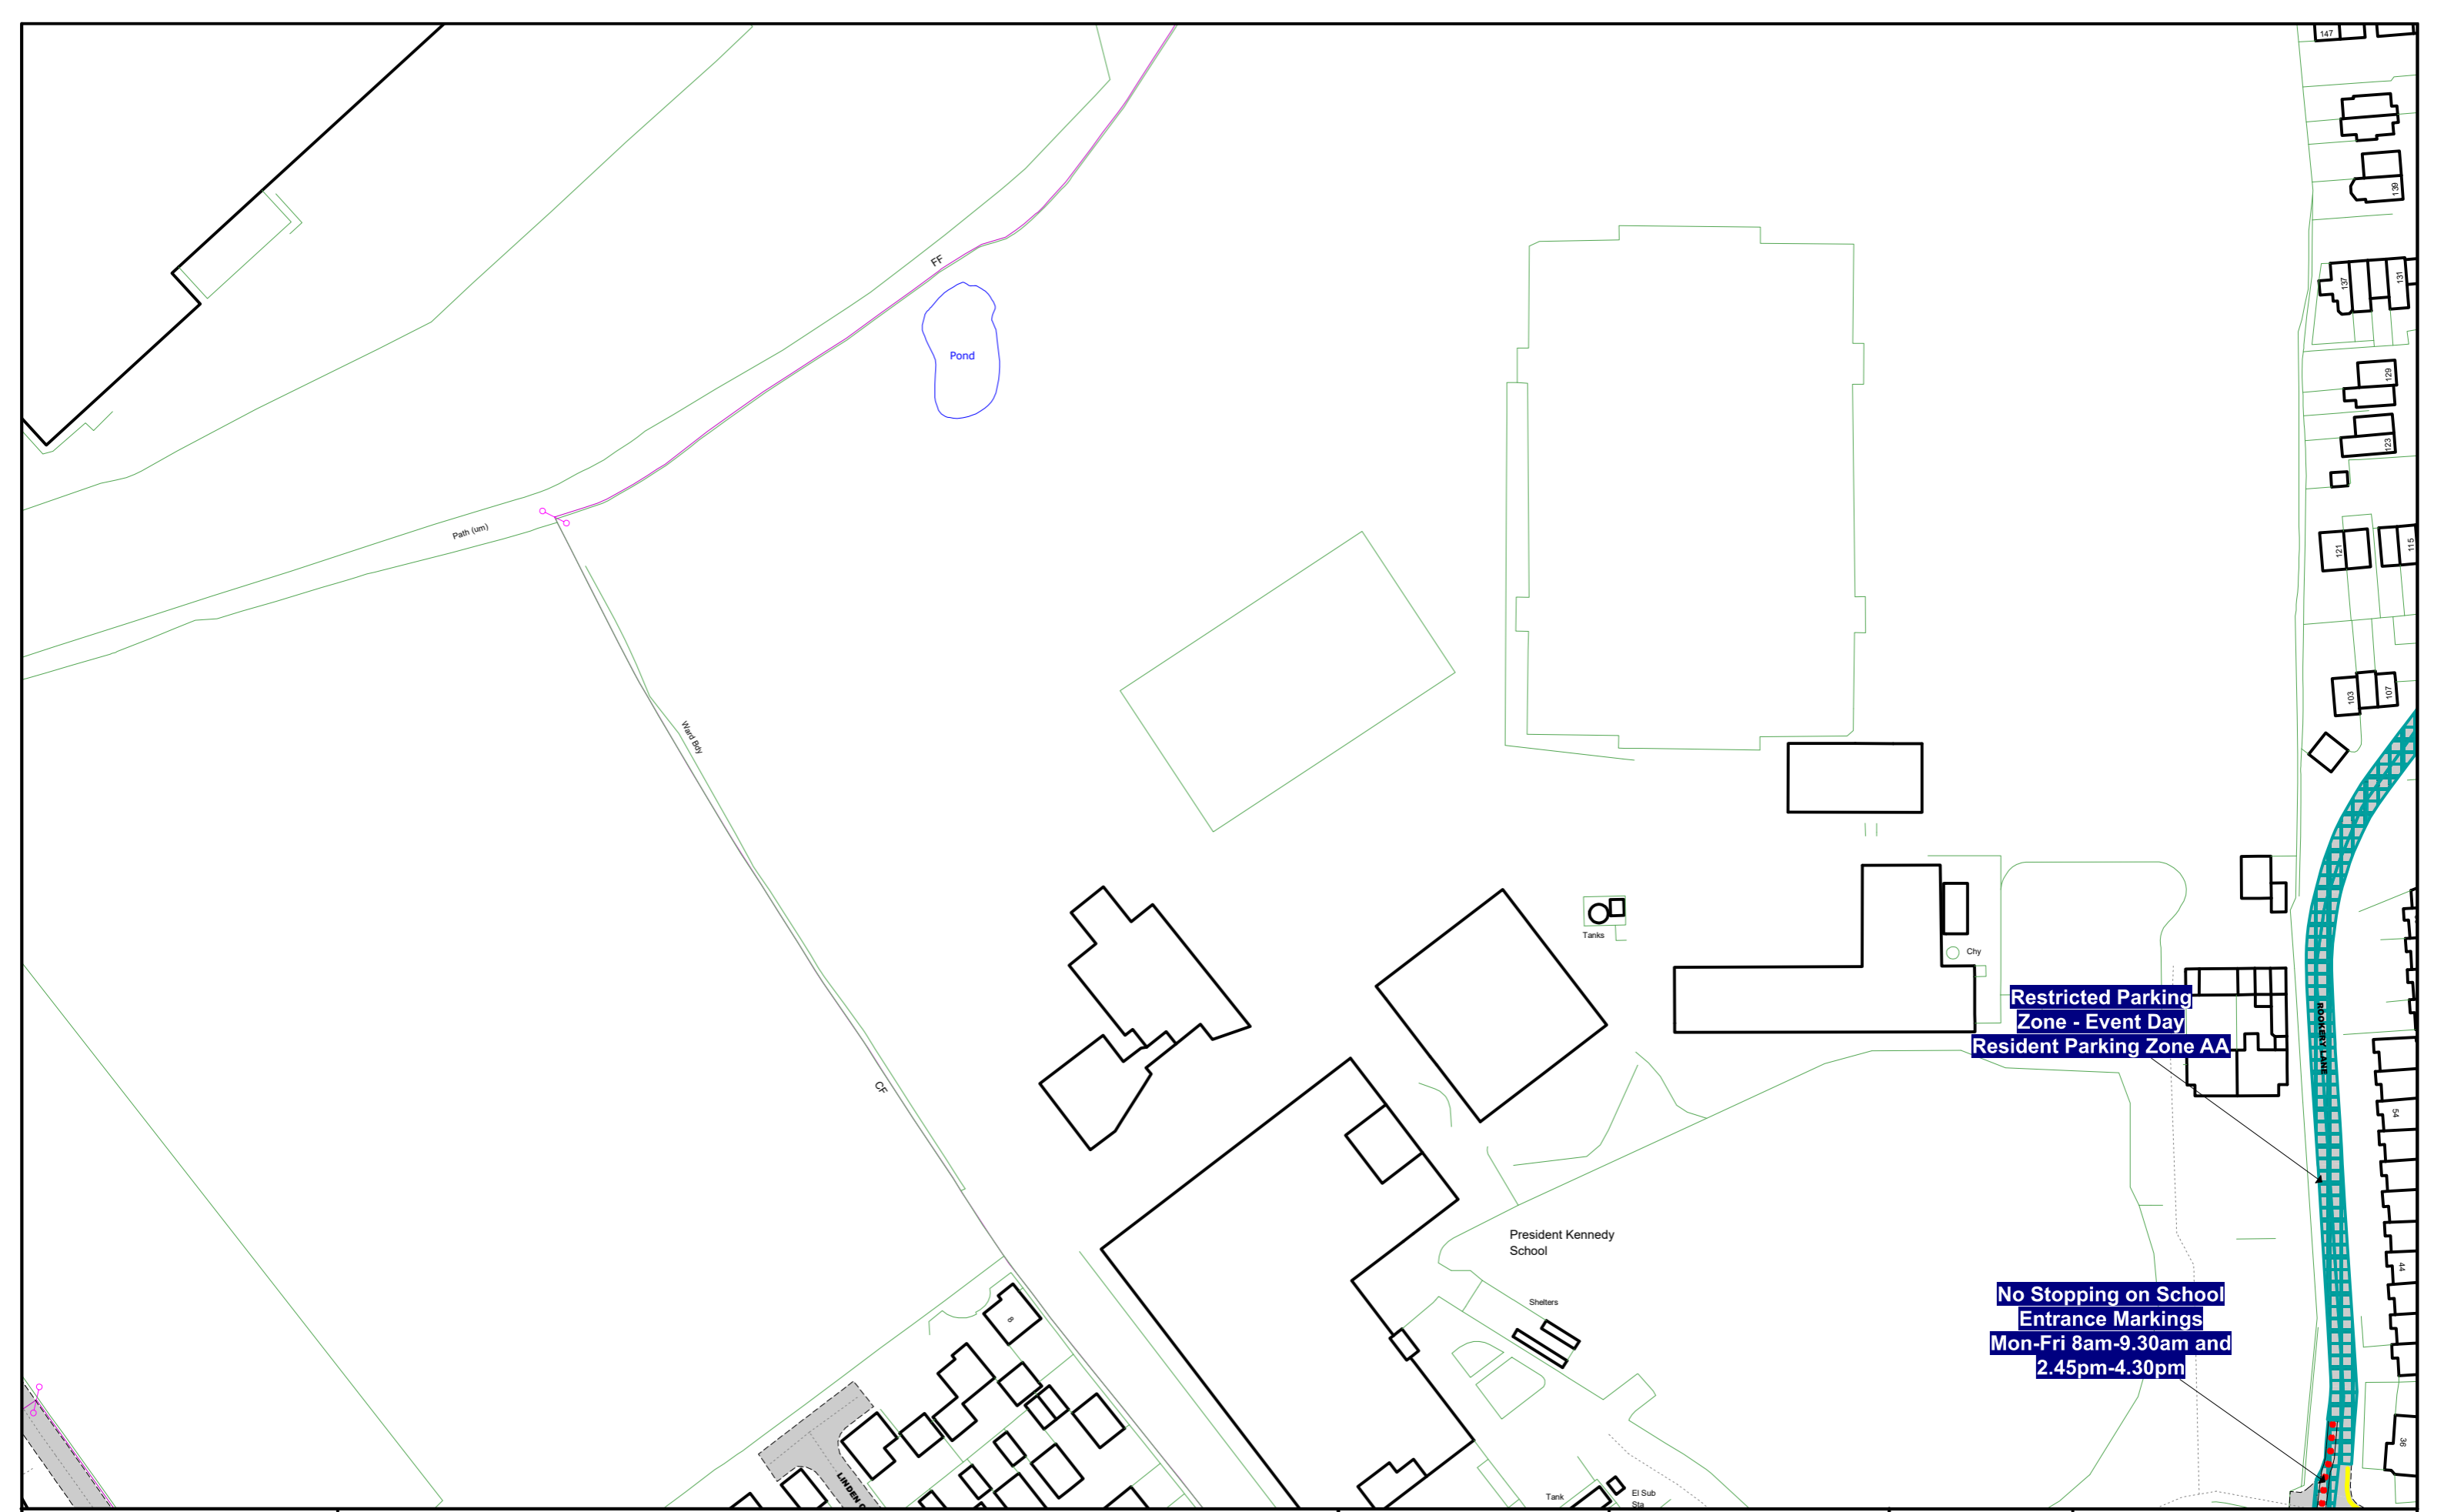 147
139
FF
137
131
Pond
129
123
Path (um)
121
115
103
107
Ward Bdy
Tanks
Chy
Restricted Parking
Zone - Event Day
Resident Parking Zone AA
ROOKERY LANE
CF
54
President Kennedy
School
44
No Stopping on School
Entrance Markings
Mon-Fri 8am-9.30am and
2.45pm-4.30pm
Shelters
8
36
LINDEN
Tank
El Sub
Sta